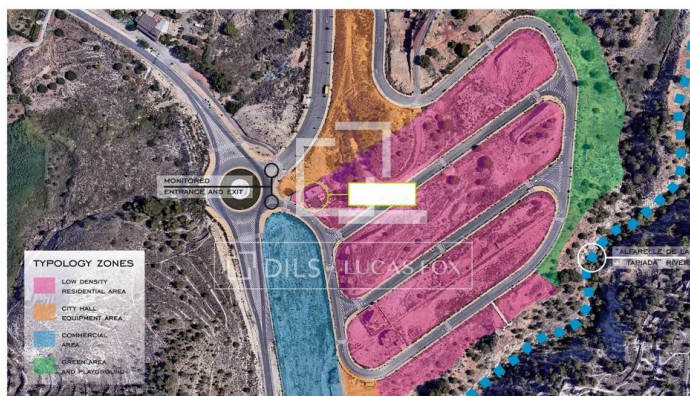 MONITORED
ENTRANCE AND EXIT
DILS - LUCAS FOX
"ALFARELLE DE LA
TAPIADA" RIVER
TYPOLOGY ZONES
LOW DENSITY
RESIDENTIAL AREA
CITY HALL
EQUIPMENT AREA
COMMERCIAL
AREA
GREEN AREA
AND PLAYGROUND